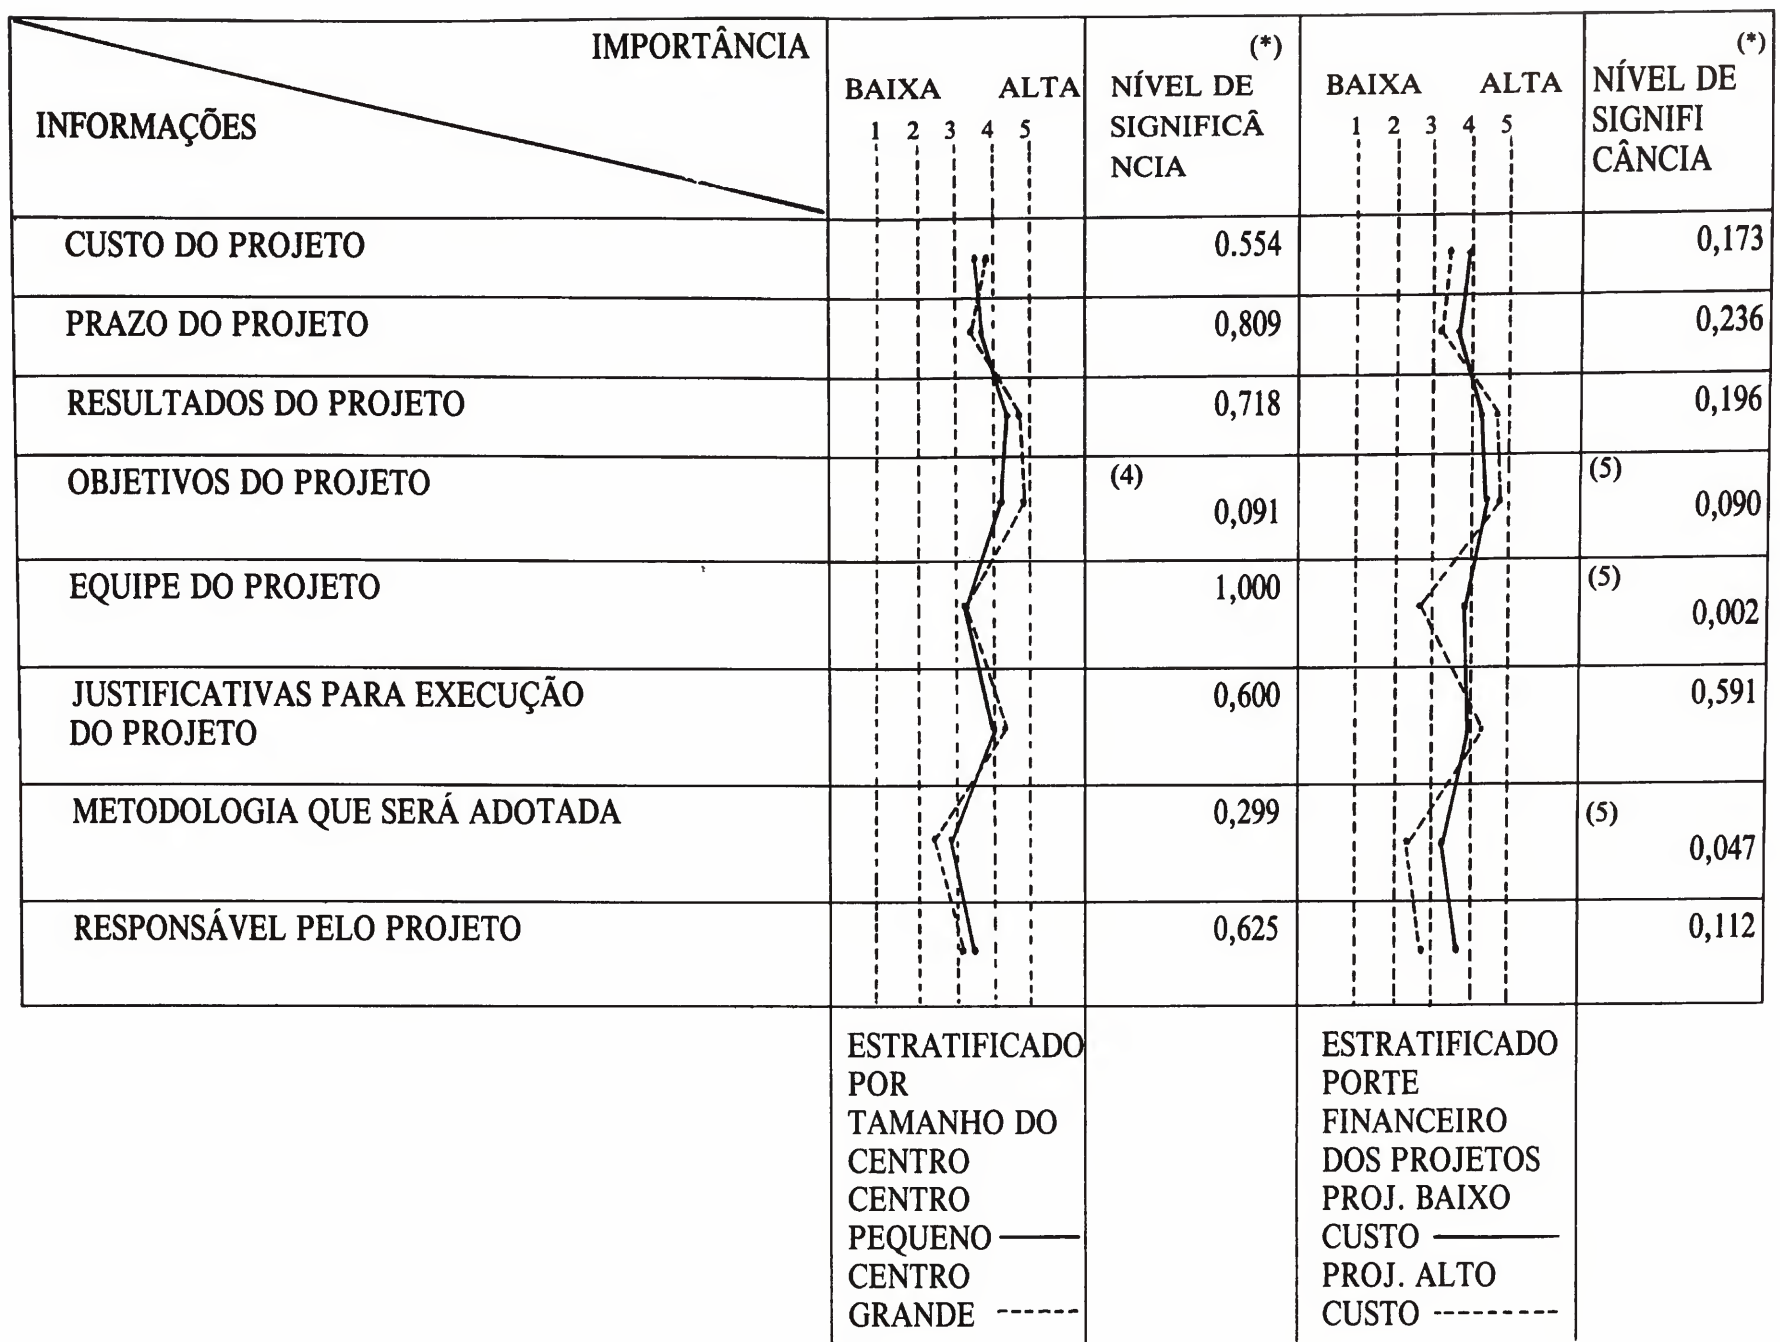 IMPORTÂNCIA
INFORMAÇÕES
BAIXA ALTA
1 2 3 4 5
(*)
NÍVEL DE
SIGNIFICÂ
NCIA
BAIXA ALTA
1 2 3 4 5
(*)
NÍVEL DE
SIGNIFI
CÂNCIA
CUSTO DO PROJETO 0.554 0,173
PRAZO DO PROJETO 0,809 0,236
RESULTADOS DO PROJETO 0,718 0,196
OBJETIVOS DO PROJETO (4) 0,091 (5) 0,090
EQUIPE DO PROJETO 1,000 (5) 0,002
JUSTIFICATIVAS PARA EXECUÇÃO 0,600 0,591
DO PROJETO
METODOLOGIA QUE SERÁ ADOTADA 0,299 (5) 0,047
RESPONSÁVEL PELO PROJETO 0,625 0,112
ESTRATIFICADO
POR
TAMANHO DO
CENTRO
CENTRO
PEQUENO
CENTRO
GRANDE
ESTRATIFICADO
PORTE
FINANCEIRO
DOS PROJETOS
PROJ. BAIXO
CUSTO
PROJ. ALTO
CUSTO